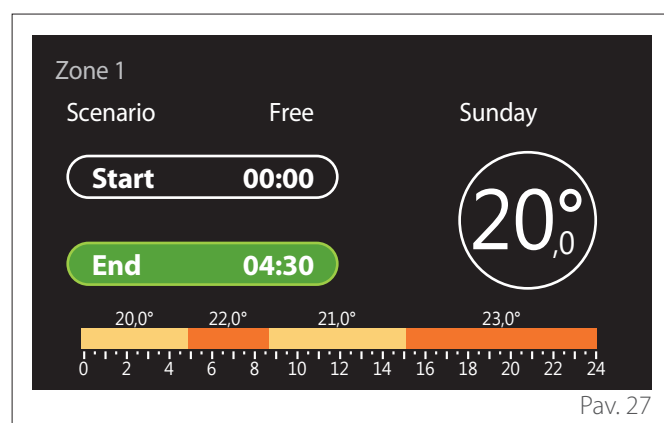 Zone 1
Scenario Free Sunday
Start 00:00
20°,0
End 04:30
20,0° 22,0° 21,0° 23,0°
0 2 4 6 8 10 12 14 16 18 20 22 24
Pav. 27